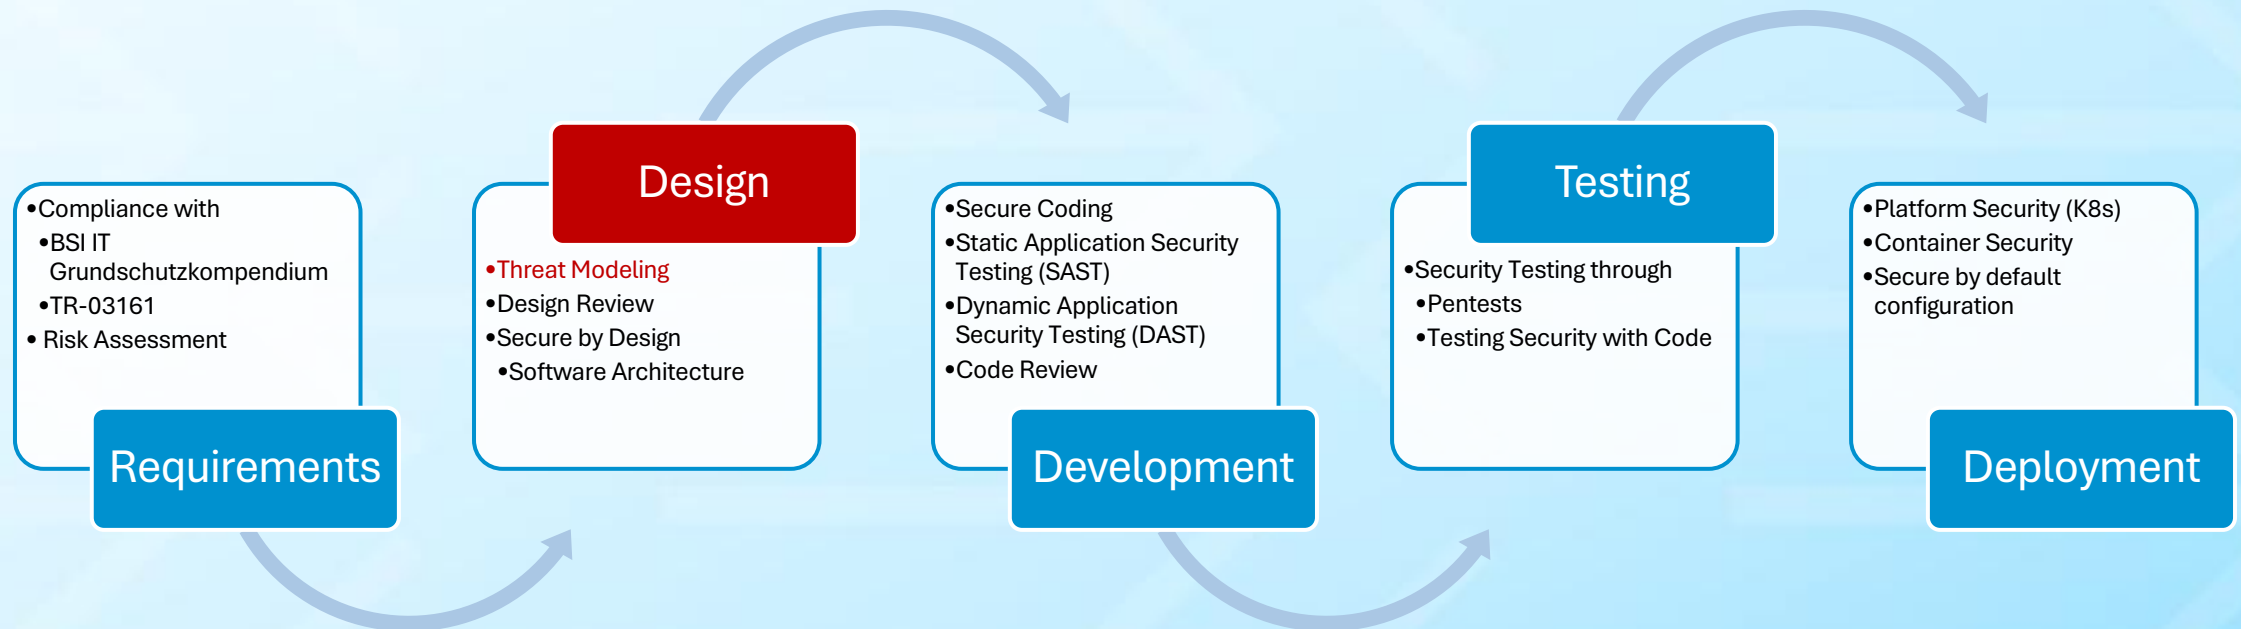 •Compliance with
•BSI IT
Grundschutzkompendium
•TR-03161
• Risk Assessment
Requirements
Design
•Threat Modeling
•Design Review
•Secure by Design
•Software Architecture
•Secure Coding
•Static Application Security
Testing (SAST)
•Dynamic Application
Security Testing (DAST)
•Code Review
Development
Testing
•Security Testing through
•Pentests
•Testing Security with Code
•Platform Security (K8s)
•Container Security
•Secure by default
configuration
Deployment